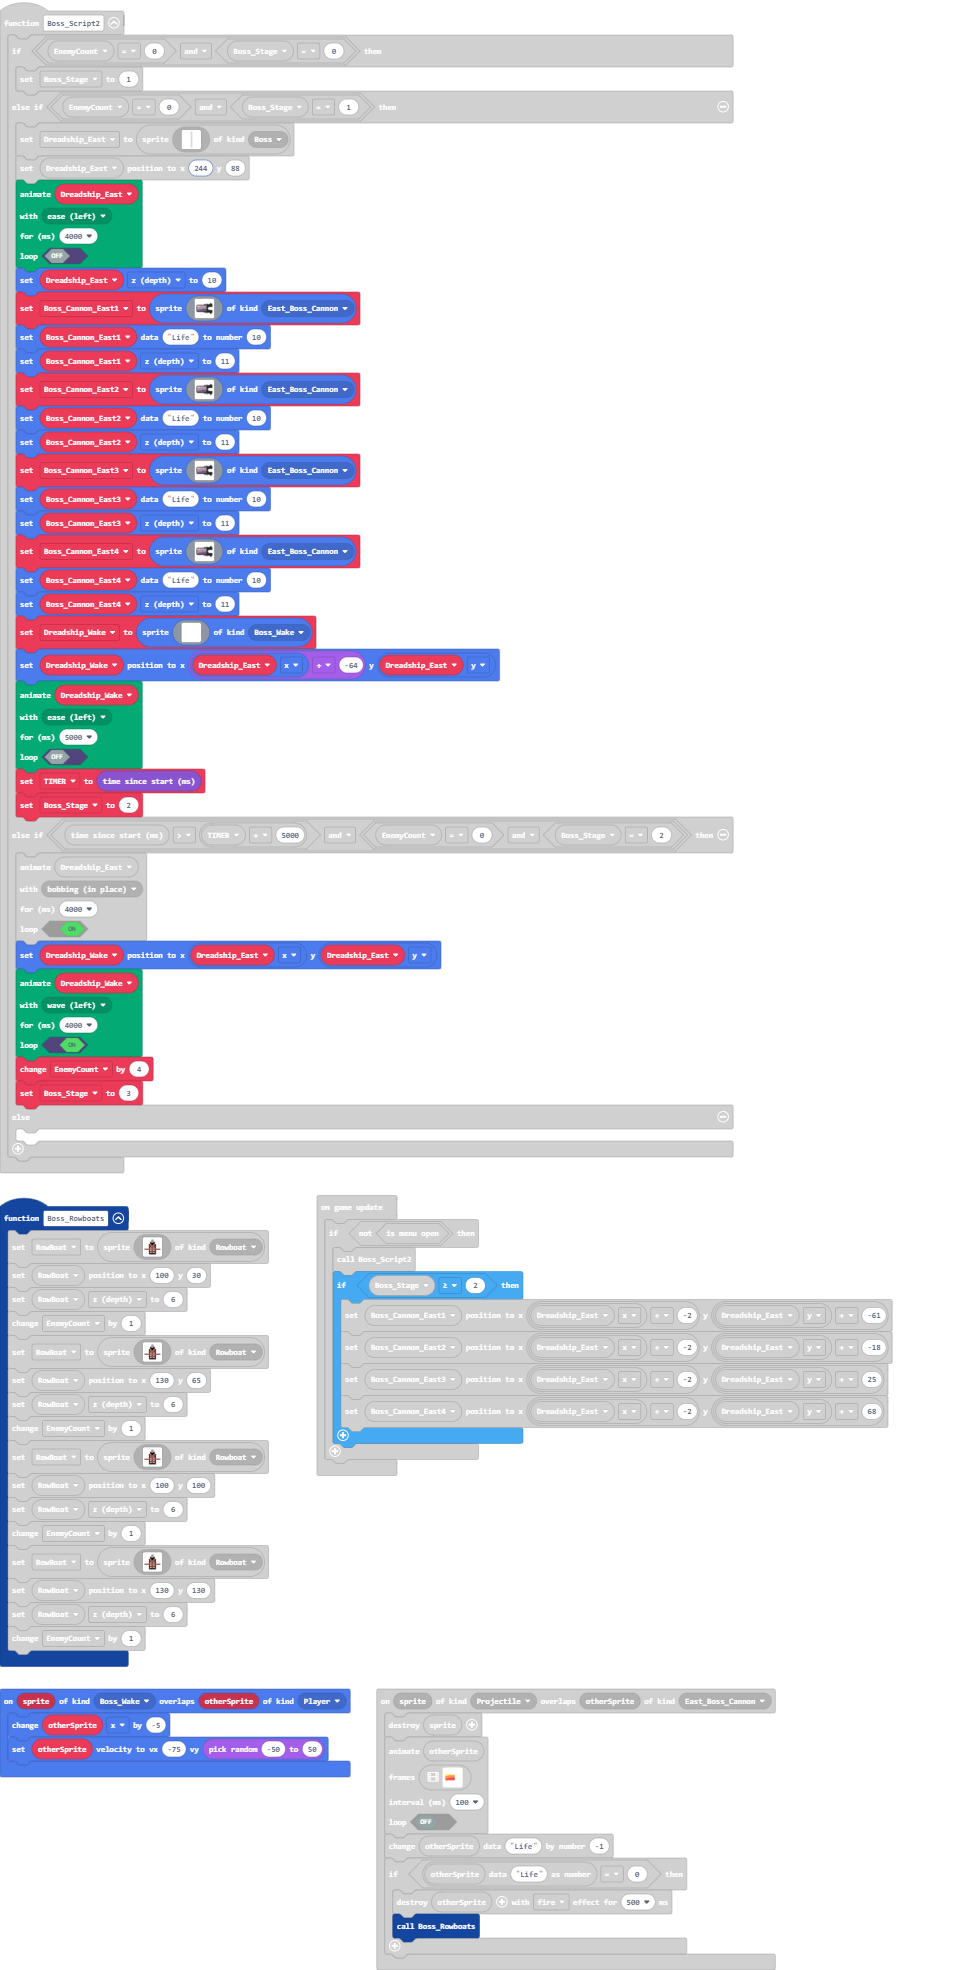 function Boss_Script2
if EnemyCount = 0 and Boss_Stage = 0 then
set Boss_Stage to 1
else if EnemyCount = 0 and Boss_Stage = 1 then
set Dreadship_East to sprite of kind Boss
set Dreadship_East position to x 244 y 88
animate Dreadship_East
with ease (left)
for (ms) 4000
loop OFF
set Dreadship_East z (depth) to 10
set Boss_Cannon_East1 to sprite of kind East_Boss_Cannon
set Boss_Cannon_East1 data "Life" to number 10
set Boss_Cannon_East1 z (depth) to 11
set Boss_Cannon_East2 to sprite of kind East_Boss_Cannon
set Boss_Cannon_East2 data "Life" to number 10
set Boss_Cannon_East2 z (depth) to 11
set Boss_Cannon_East3 to sprite of kind East_Boss_Cannon
set Boss_Cannon_East3 data "Life" to number 10
set Boss_Cannon_East3 z (depth) to 11
set Boss_Cannon_East4 to sprite of kind East_Boss_Cannon
set Boss_Cannon_East4 data "Life" to number 10
set Boss_Cannon_East4 z (depth) to 11
set Dreadship_Wake to sprite of kind Boss_Wake
set Dreadship_Wake position to x Dreadship_East x + -64 y Dreadship_East y
animate Dreadship_Wake
with ease (left)
for (ms) 5000
loop OFF
set TIMER to time since start (ms)
set Boss_Stage to 2
else if time since start (ms) > TIMER + 5000 and EnemyCount = 0 and Boss_Stage = 2 then
animate Dreadship_East
with bobbing (in place)
for (ms) 4000
loop ON
set Dreadship_Wake position to x Dreadship_East x y Dreadship_East y
animate Dreadship_Wake
with wave (left)
for (ms) 4000
loop ON
change EnemyCount by 4
set Boss_Stage to 3
else
function Boss_Rowboats
set RowBoat to sprite of kind Rowboat
set RowBoat position to x 100 y 30
set RowBoat z (depth) to 6
change EnemyCount by 1
set RowBoat to sprite of kind Rowboat
set RowBoat position to x 130 y 65
set RowBoat z (depth) to 6
change EnemyCount by 1
set RowBoat to sprite of kind Rowboat
set RowBoat position to x 100 y 100
set RowBoat z (depth) to 6
change EnemyCount by 1
set RowBoat to sprite of kind Rowboat
set RowBoat position to x 130 y 130
set RowBoat z (depth) to 6
change EnemyCount by 1
on game update
if not is menu open then
call Boss_Script2
if Boss_Stage ≥ 2 then
set Boss_Cannon_East1 position to x Dreadship_East x + -2 y Dreadship_East y + -61
set Boss_Cannon_East2 position to x Dreadship_East x + -2 y Dreadship_East y + -18
set Boss_Cannon_East3 position to x Dreadship_East x + -2 y Dreadship_East y + 25
set Boss_Cannon_East4 position to x Dreadship_East x + -2 y Dreadship_East y + 68
on sprite of kind Boss_Wake overlaps otherSprite of kind Player
change otherSprite x by -5
set otherSprite velocity to vx -75 vy pick random -50 to 50
on sprite of kind Projectile overlaps otherSprite of kind East_Boss_Cannon
destroy sprite
animate otherSprite
frames
interval (ms) 100
loop OFF
change otherSprite data "Life" by number -1
if otherSprite data "Life" as number = 0 then
destroy otherSprite with fire effect for 500 ms
call Boss_Rowboats